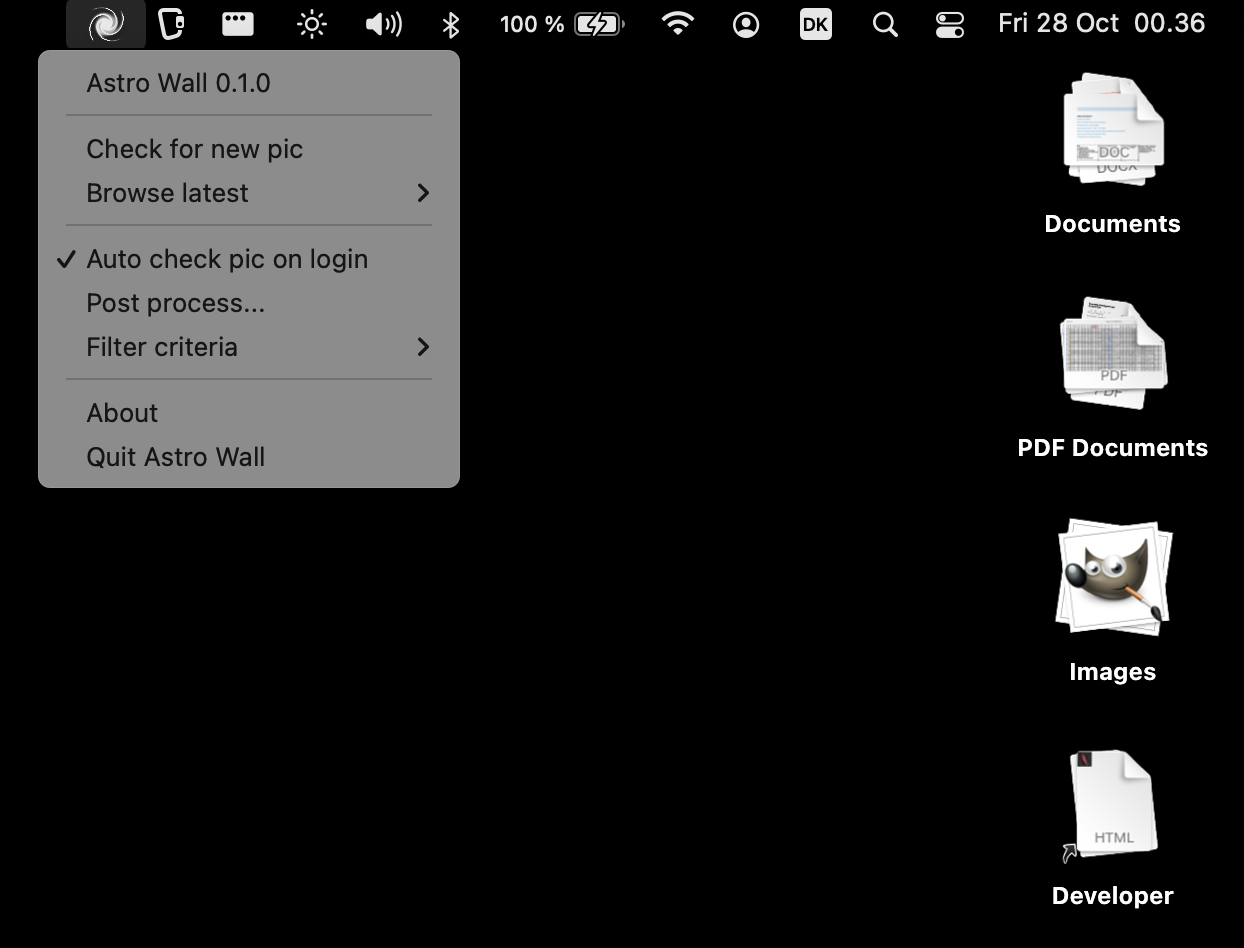 100 %
DK
Fri 28 Oct 00.36
Astro Wall 0.1.0
Check for new pic
Browse latest
Auto check pic on login
Post process...
Filter criteria
About
Quit Astro Wall
DOC
DOCX
Documents
PDF
PDF
PDF Documents
Images
HTML
Developer